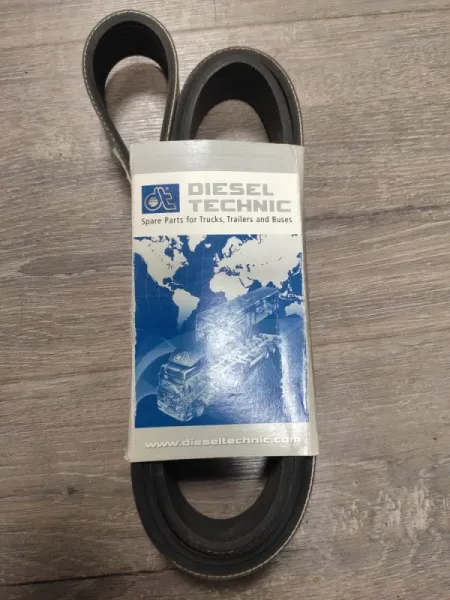 dt
DIESEL
TECHNIC
Spare Parts for Trucks, Trailers and Buses
www.dieseltechnic.com